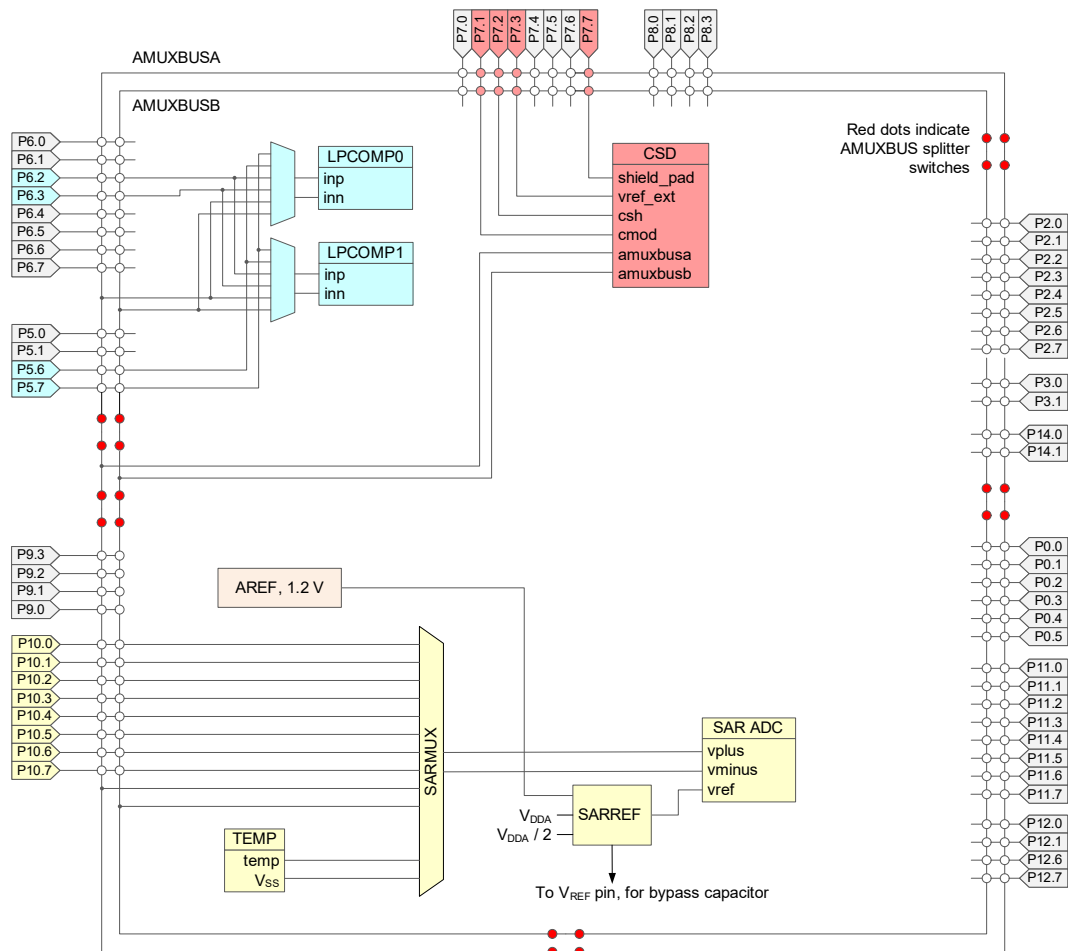 P7.0
P7.1
P7.2
P7.3
P7.4
P7.5
P7.6
P7.7
P8.0
P8.1
P8.2
P8.3
AMUXBUSA
AMUXBUSB
Red dots indicate
AMUXBUS splitter
switches
P6.0
P6.1
P6.2
P6.3
P6.4
P6.5
P6.6
P6.7
LPCOMP0
inp
inn
LPCOMP1
inp
inn
CSD
shield_pad
vref_ext
csh
cmod
amuxbusa
amuxbusb
P2.0
P2.1
P2.2
P2.3
P2.4
P2.5
P2.6
P2.7
P5.0
P5.1
P5.6
P5.7
P3.0
P3.1
P14.0
P14.1
P9.3
P9.2
P9.1
P9.0
AREF, 1.2 V
P0.0
P0.1
P0.2
P0.3
P0.4
P0.5
P10.0
P10.1
P10.2
P10.3
P10.4
P10.5
P10.6
P10.7
SARMUX
SAR ADC
vplus
vminus
vref
P11.0
P11.1
P11.2
P11.3
P11.4
P11.5
P11.6
P11.7
SARREF
VDDA
VDDA / 2
TEMP
temp
VSS
To VREF pin, for bypass capacitor
P12.0
P12.1
P12.6
P12.7